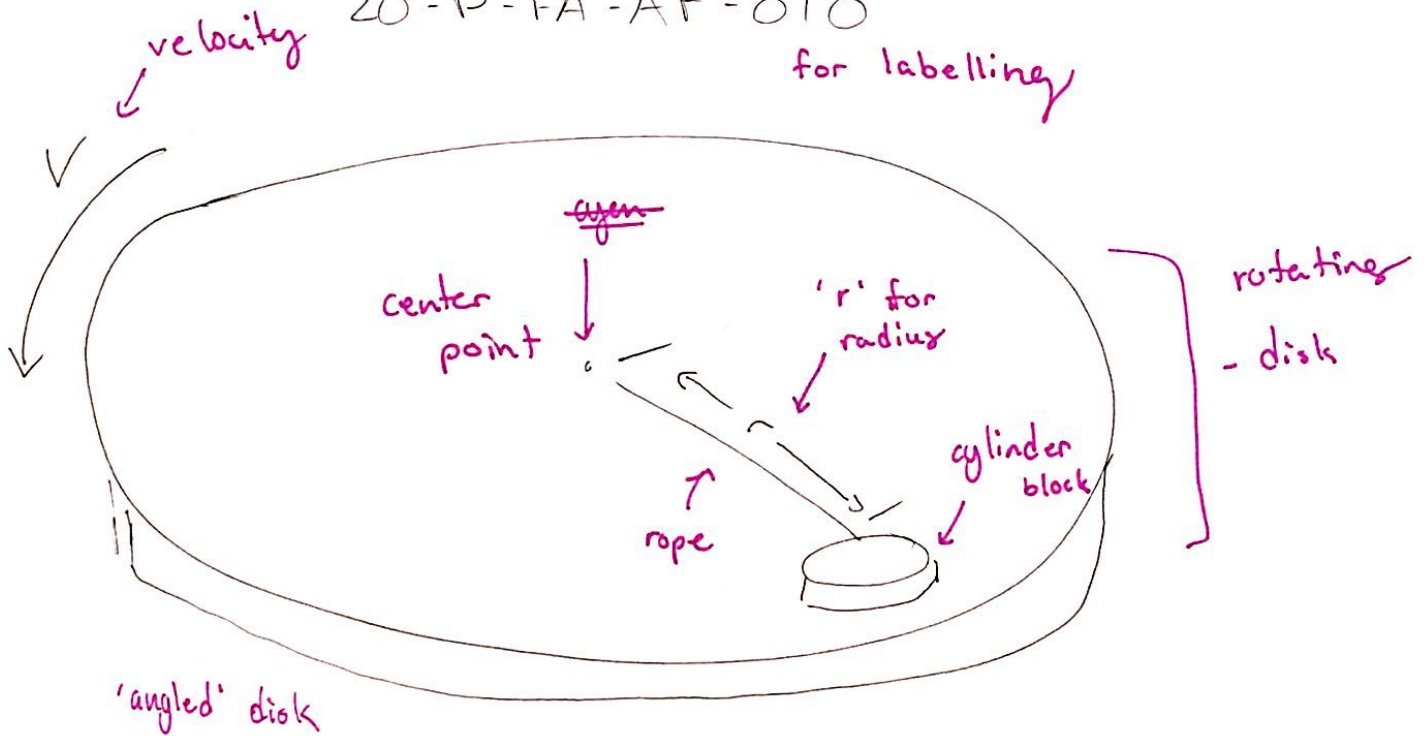 velocity
for labelling
V
center
point
'r' for
radius
r
rotating
- disk
cylinder
block
rope
'angled' disk